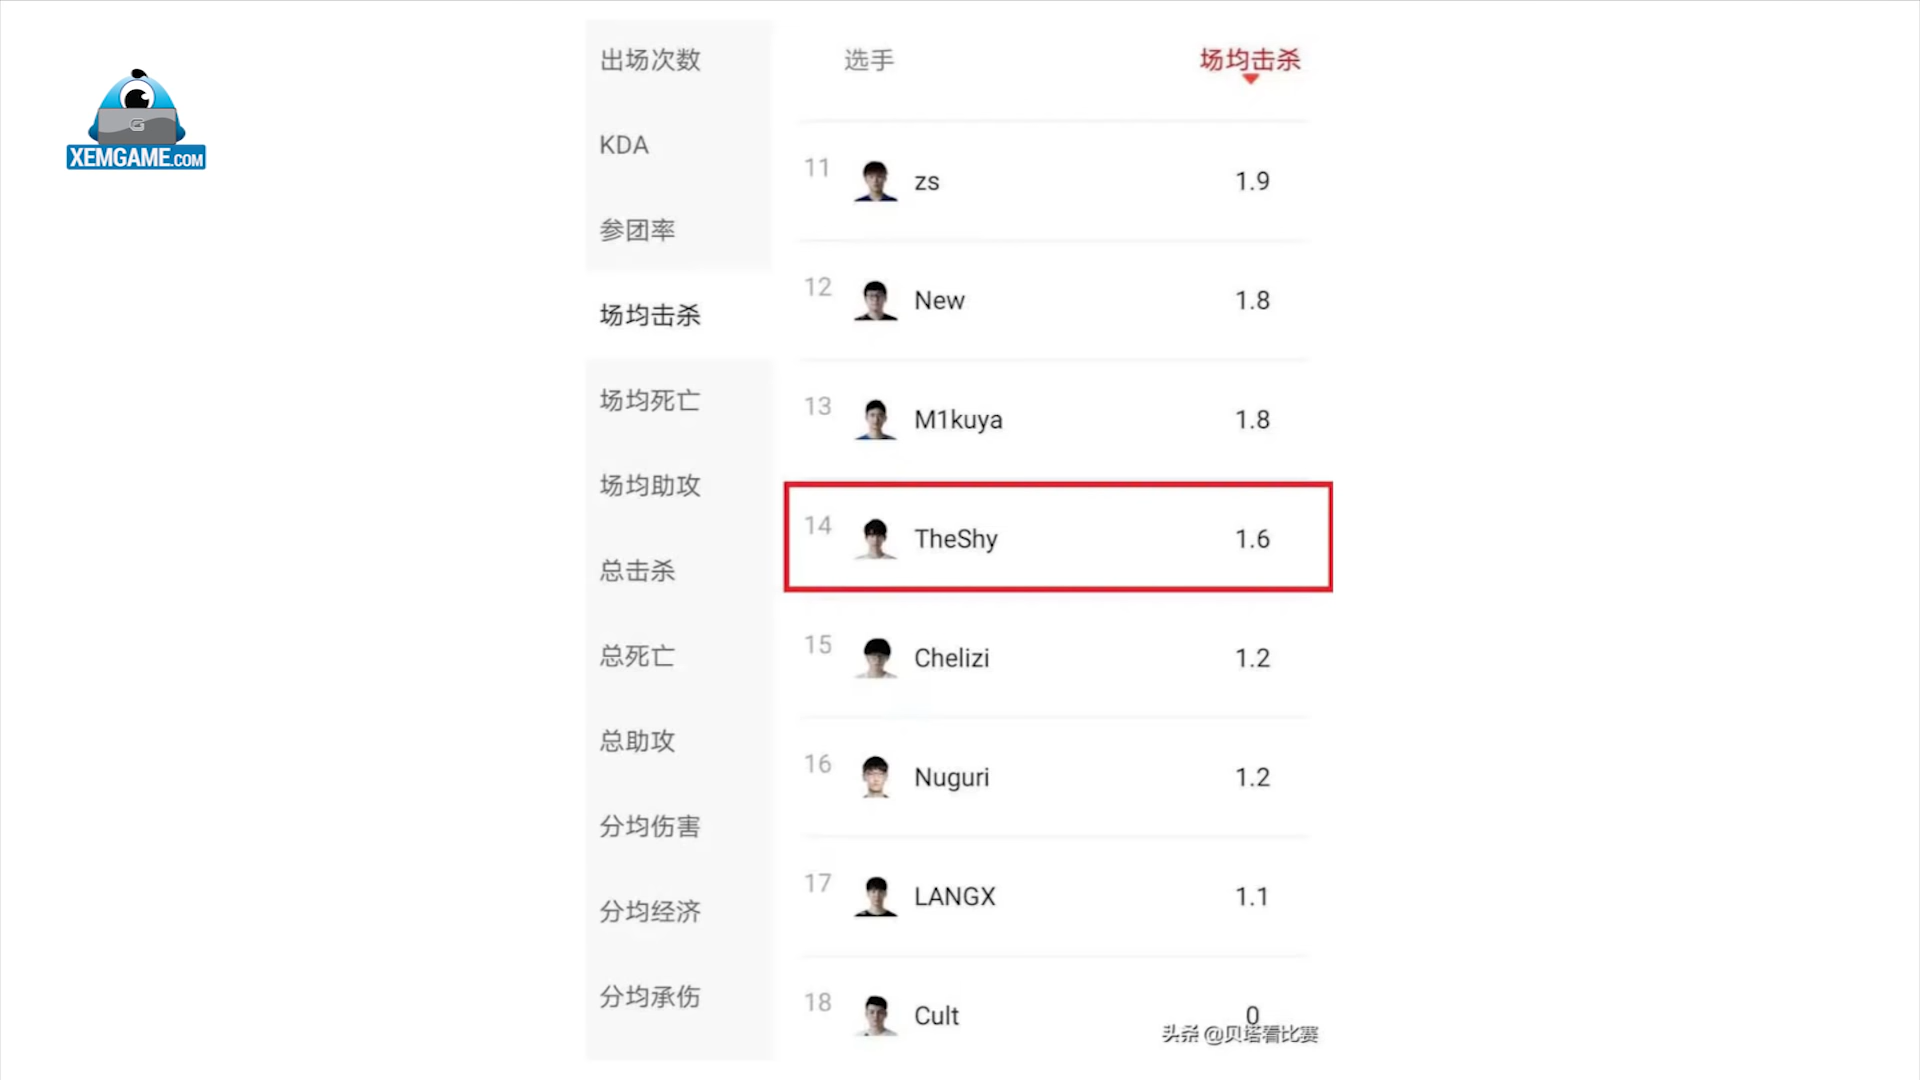 出场次数
KDA
参团率
场均击杀
场均死亡
场均助攻
总击杀
总死亡
总助攻
分均伤害
分均经济
分均承伤
选手 场均击杀
11 zs 1.9
12 New 1.8
13 M1kuya 1.8
14 TheShy 1.6
15 Chelizi 1.2
16 Nuguri 1.2
17 LANGX 1.1
18 Cult 0
头条 @贝塔看比赛
G
XEMGAME.COM